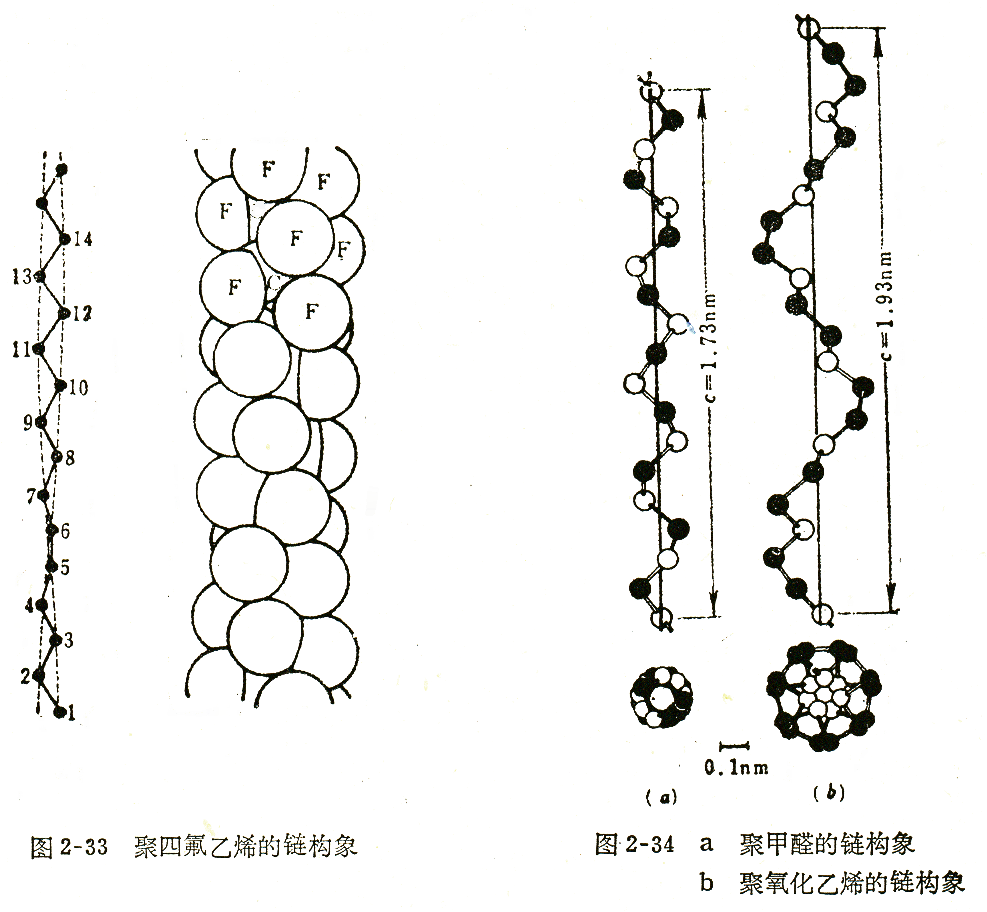 14
13
12
11
10
9
8
7
6
5
4
3
2
1
F
F
F
F
F
F
C
F
c=1.73nm
c=1.93nm
0.1nm
(a)
(b)
图2-33 聚四氟乙烯的链构象
图2-34 a 聚甲醛的链构象
b 聚氧化乙烯的链构象